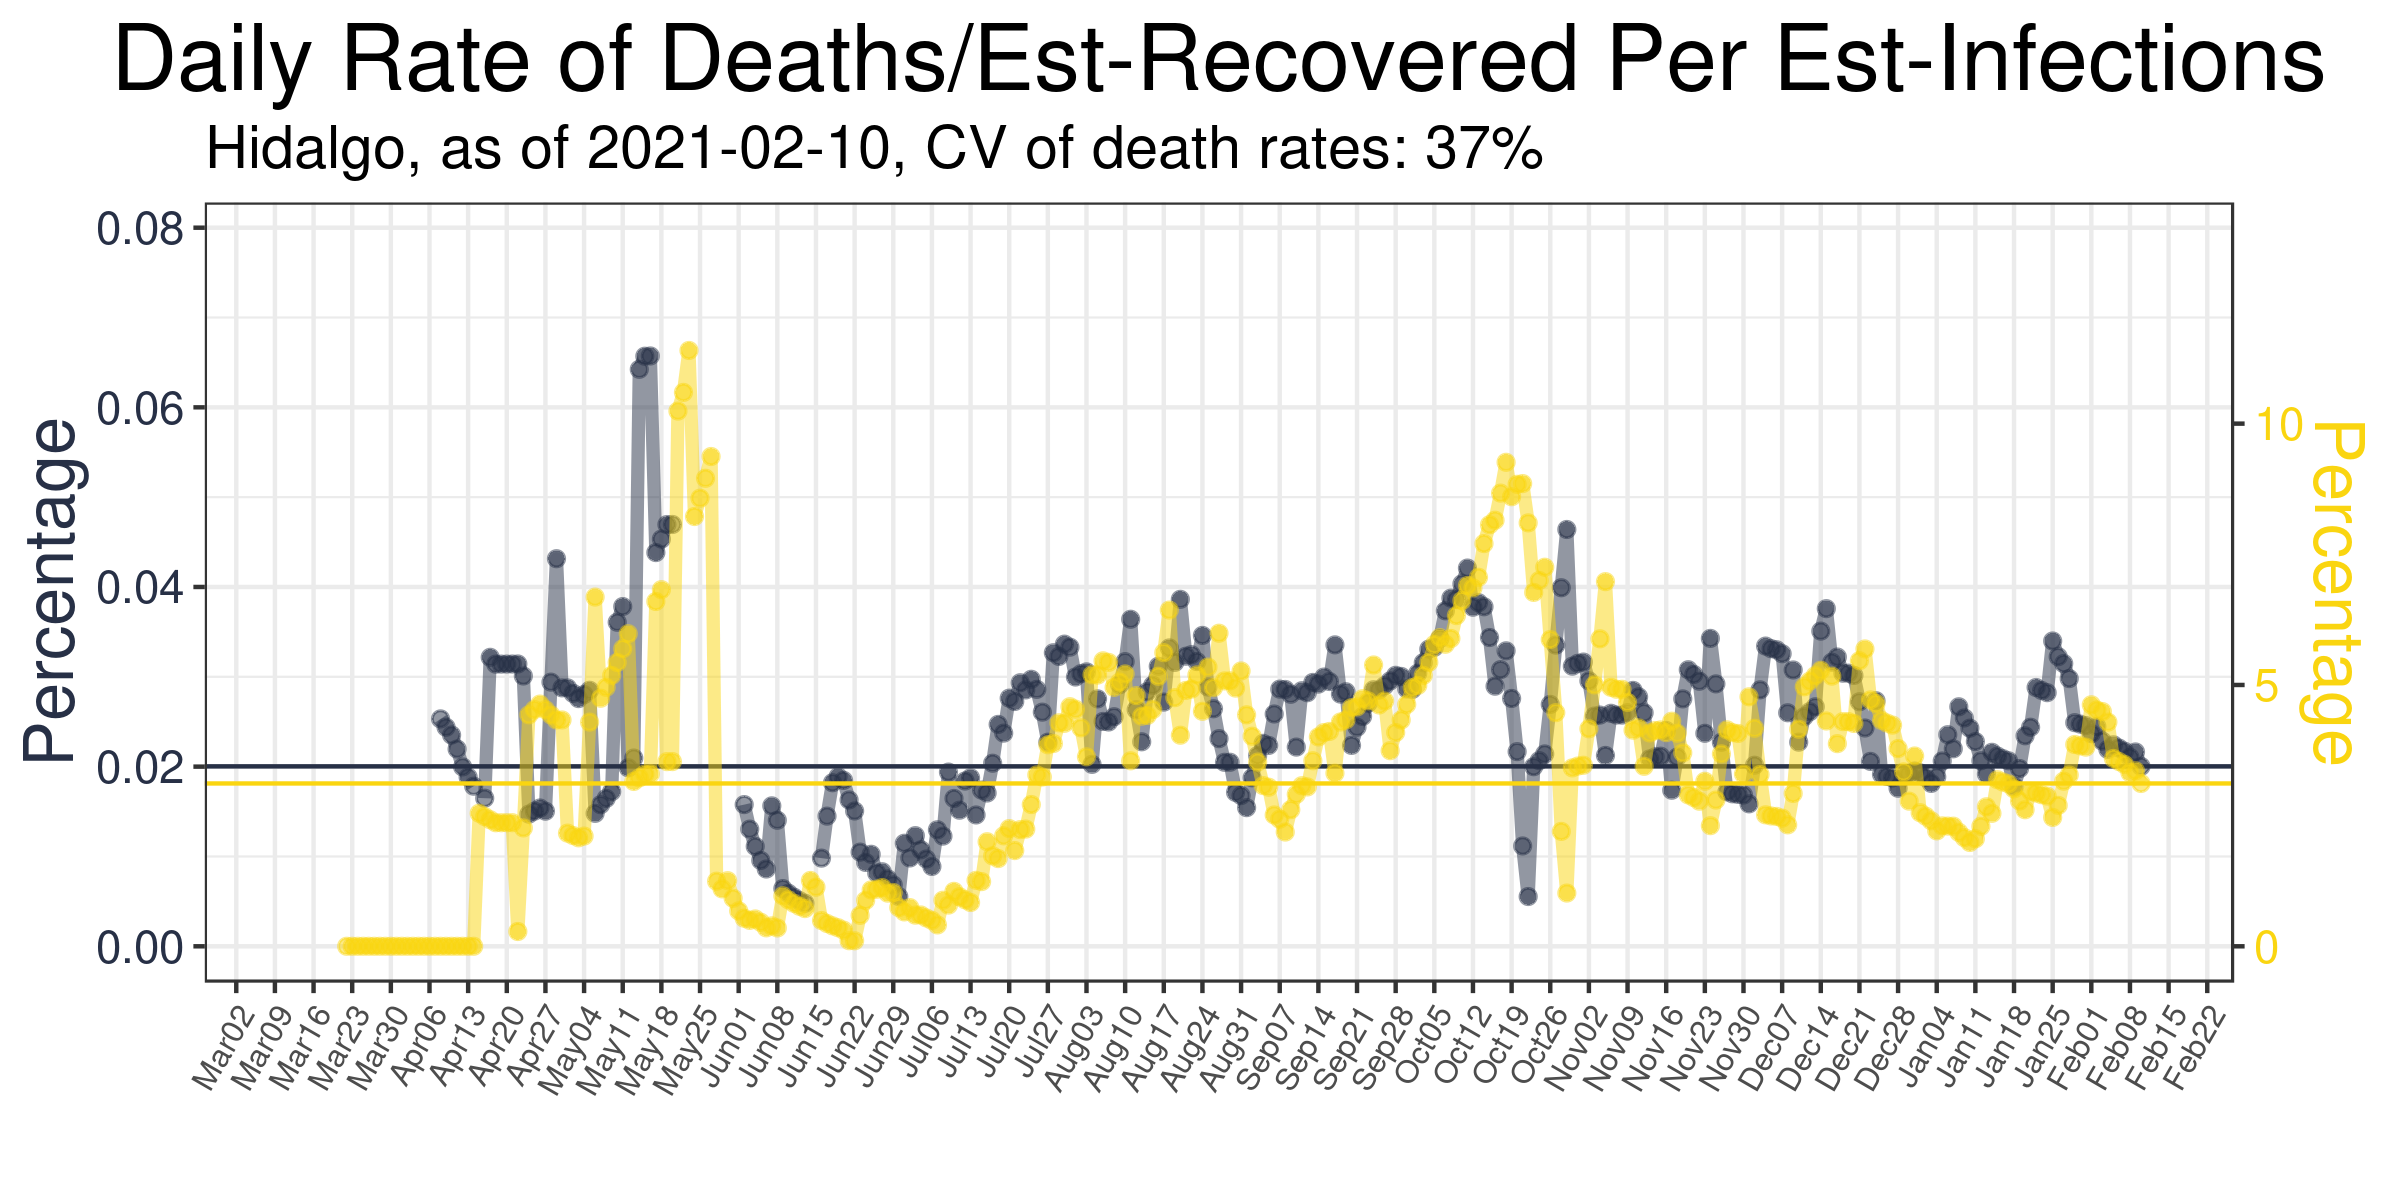 Daily Rate of Deaths/Est-Recovered Per Est-Infections
Hidalgo, as of 2021-02-10, CV of death rates: 37%
Percentage
0.08
0.06
0.04
0.02
0.00
10
5
0
Percentage
Mar02
Mar09
Mar16
Mar23
Mar30
Apr06
Apr13
Apr20
Apr27
May04
May11
May18
May25
Jun01
Jun08
Jun15
Jun22
Jun29
Jul06
Jul13
Jul20
Jul27
Aug03
Aug10
Aug17
Aug24
Aug31
Sep07
Sep14
Sep21
Sep28
Oct05
Oct12
Oct19
Oct26
Nov02
Nov09
Nov16
Nov23
Nov30
Dec07
Dec14
Dec21
Dec28
Jan04
Jan11
Jan18
Jan25
Feb01
Feb08
Feb15
Feb22